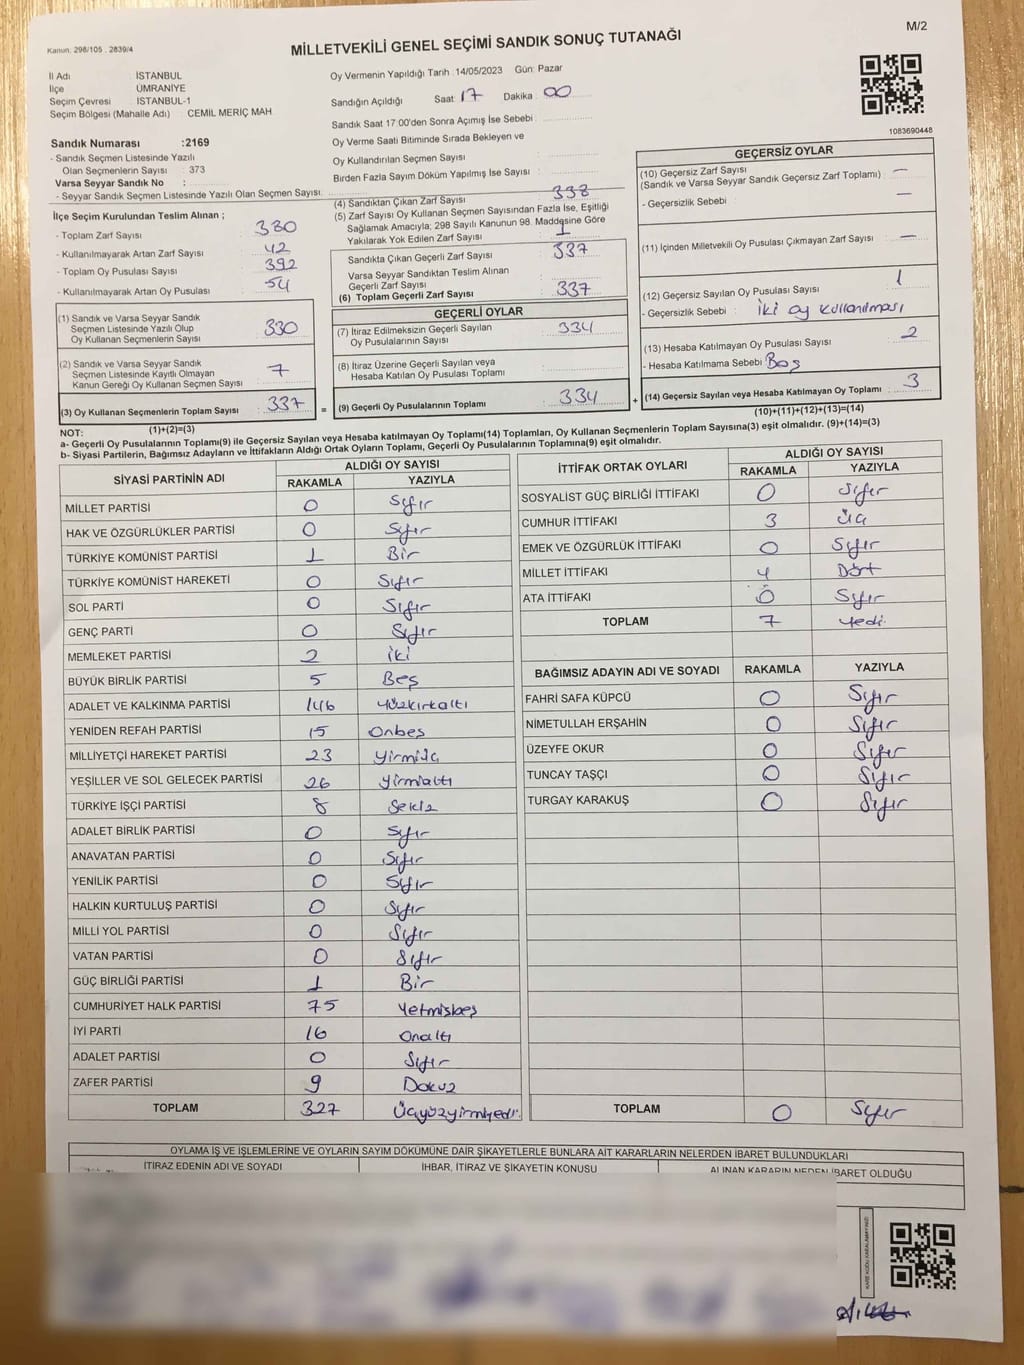 Kanun: 298/105 . 2839/4
MİLLETVEKİLİ GENEL SEÇİMİ SANDIK SONUÇ TUTANAĞI
M/2
İl Adı İSTANBUL
İlçe ÜMRANİYE
Seçim Çevresi İSTANBUL-1
Seçim Bölgesi (Mahalle Adı) CEMİL MERİÇ MAH
Oy Vermenin Yapıldığı Tarih :14/05/2023 Gün: Pazar
Sandığın Açıldığı Saat 17 Dakika 00
Sandık Saat 17:00'den Sonra Açımış İse Sebebi :
Oy Verme Saati Bitiminde Sırada Bekleyen ve
Oy Kullandırılan Seçmen Sayısı :
Birden Fazla Sayım Döküm Yapılmış İse Sayısı :
1083690448
Sandık Numarası :2169
- Sandık Seçmen Listesinde Yazılı
Olan Seçmenlerin Sayısı : 373
Varsa Seyyar Sandık No :
- Seyyar Sandık Seçmen Listesinde Yazılı Olan Seçmen Sayısı:
İlçe Seçim Kurulundan Teslim Alınan ;
- Toplam Zarf Sayısı 380
- Kullanılmayarak Artan Zarf Sayısı 42
- Toplam Oy Pusulası Sayısı 392
- Kullanılmayarak Artan Oy Pusulası 54
(4) Sandıktan Çıkan Zarf Sayısı 338
(5) Zarf Sayısı Oy Kullanan Seçmen Sayısından Fazla İse, Eşitliği
Sağlamak Amacıyla; 298 Sayılı Kanunun 98. Maddesine Göre
Yakılarak Yok Edilen Zarf Sayısı 1
Sandıkta Çıkan Geçerli Zarf Sayısı 337
Varsa Seyyar Sandıktan Teslim Alınan
Geçerli Zarf Sayısı
(6) Toplam Geçerli Zarf Sayısı 337
GEÇERSİZ OYLAR
(10) Geçersiz Zarf Sayısı
(Sandık ve Varsa Seyyar Sandık Geçersiz Zarf Toplamı) : —
- Geçersizlik Sebebi : —
(11) İçinden Milletvekili Oy Pusulası Çıkmayan Zarf Sayısı —
(12) Geçersiz Sayılan Oy Pusulası Sayısı 1
- Geçersizlik Sebebi : İki oy kullanılması
(13) Hesaba Katılmayan Oy Pusulası Sayısı 2
- Hesaba Katılmama Sebebi : Boş
(14) Geçersiz Sayılan veya Hesaba Katılmayan Oy Toplamı 3
(10)+(11)+(12)+(13)=(14)
(1) Sandık ve Varsa Seyyar Sandık
Seçmen Listesinde Yazılı Olup
Oy Kullanan Seçmenlerin Sayısı 330
(2) Sandık ve Varsa Seyyar Sandık
Seçmen Listesinde Kayıtlı Olmayan
Kanun Gereği Oy Kullanan Seçmen Sayısı 7
(3) Oy Kullanan Seçmenlerin Toplam Sayısı 337
(1)+(2)=(3)
GEÇERLİ OYLAR
(7) İtiraz Edilmeksizin Geçerli Sayılan
Oy Pusulalarının Sayısı 334
(8) İtiraz Üzerine Geçerli Sayılan veya
Hesaba Katılan Oy Pusulası Toplamı
= (9) Geçerli Oy Pusulalarının Toplamı 334 +
NOT:
a- Geçerli Oy Pusulalarının Toplamı(9) ile Geçersiz Sayılan veya Hesaba katılmayan Oy Toplamı(14) Toplamları, Oy Kullanan Seçmenlerin Toplam Sayısına(3) eşit olmalıdır. (9)+(14)=(3)
b- Siyasi Partilerin, Bağımsız Adayların ve İttifakların Aldığı Ortak Oyların Toplamı, Geçerli Oy Pusulalarının Toplamına(9) eşit olmalıdır.
SİYASİ PARTİNİN ADI ALDIĞI OY SAYISI
RAKAMLA YAZIYLA
MİLLET PARTİSİ 0 Sıfır
HAK VE ÖZGÜRLÜKLER PARTİSİ 0 Sıfır
TÜRKİYE KOMÜNİST PARTİSİ 1 Bir
TÜRKİYE KOMÜNİST HAREKETİ 0 Sıfır
SOL PARTİ 0 Sıfır
GENÇ PARTİ 0 Sıfır
MEMLEKET PARTİSİ 2 İki
BÜYÜK BİRLİK PARTİSİ 5 Beş
ADALET VE KALKINMA PARTİSİ 146 Yüzkırkaltı
YENİDEN REFAH PARTİSİ 15 Onbeş
MİLLİYETÇİ HAREKET PARTİSİ 23 Yirmiüç
YEŞİLLER VE SOL GELECEK PARTİSİ 26 Yirmialtı
TÜRKİYE İŞÇİ PARTİSİ 8 Sekiz
ADALET BİRLİK PARTİSİ 0 Sıfır
ANAVATAN PARTİSİ 0 Sıfır
YENİLİK PARTİSİ 0 Sıfır
HALKIN KURTULUŞ PARTİSİ 0 Sıfır
MİLLİ YOL PARTİSİ 0 Sıfır
VATAN PARTİSİ 0 Sıfır
GÜÇ BİRLİĞİ PARTİSİ 1 Bir
CUMHURİYET HALK PARTİSİ 75 Yetmişbeş
İYİ PARTİ 16 Onaltı
ADALET PARTİSİ 0 Sıfır
ZAFER PARTİSİ 9 Dokuz
TOPLAM 327 Üçyüzyirmiyedi
İTTİFAK ORTAK OYLARI ALDIĞI OY SAYISI
RAKAMLA YAZIYLA
SOSYALİST GÜÇ BİRLİĞİ İTTİFAKI 0 Sıfır
CUMHUR İTTİFAKI 3 Üç
EMEK VE ÖZGÜRLÜK İTTİFAKI 0 Sıfır
MİLLET İTTİFAKI 4 Dört
ATA İTTİFAKI 0 Sıfır
TOPLAM 7 Yedi
BAĞIMSIZ ADAYIN ADI VE SOYADI RAKAMLA YAZIYLA
FAHRİ SAFA KÜPCÜ 0 Sıfır
NİMETULLAH ERŞAHİN 0 Sıfır
ÜZEYFE OKUR 0 Sıfır
TUNCAY TAŞÇI 0 Sıfır
TURGAY KARAKUŞ 0 Sıfır
TOPLAM 0 Sıfır
OYLAMA İŞ VE İŞLEMLERİNE VE OYLARIN SAYIM DÖKÜMÜNE DAİR ŞİKAYETLERLE BUNLARA AİT KARARLARIN NELERDEN İBARET BULUNDUKLARI
İTİRAZ EDENİN ADI VE SOYADI İHBAR, İTİRAZ VE ŞİKAYETİN KONUSU ALINAN KARARIN NEDEN İBARET OLDUĞU
KARE KODU KARALAMAYINIZ!